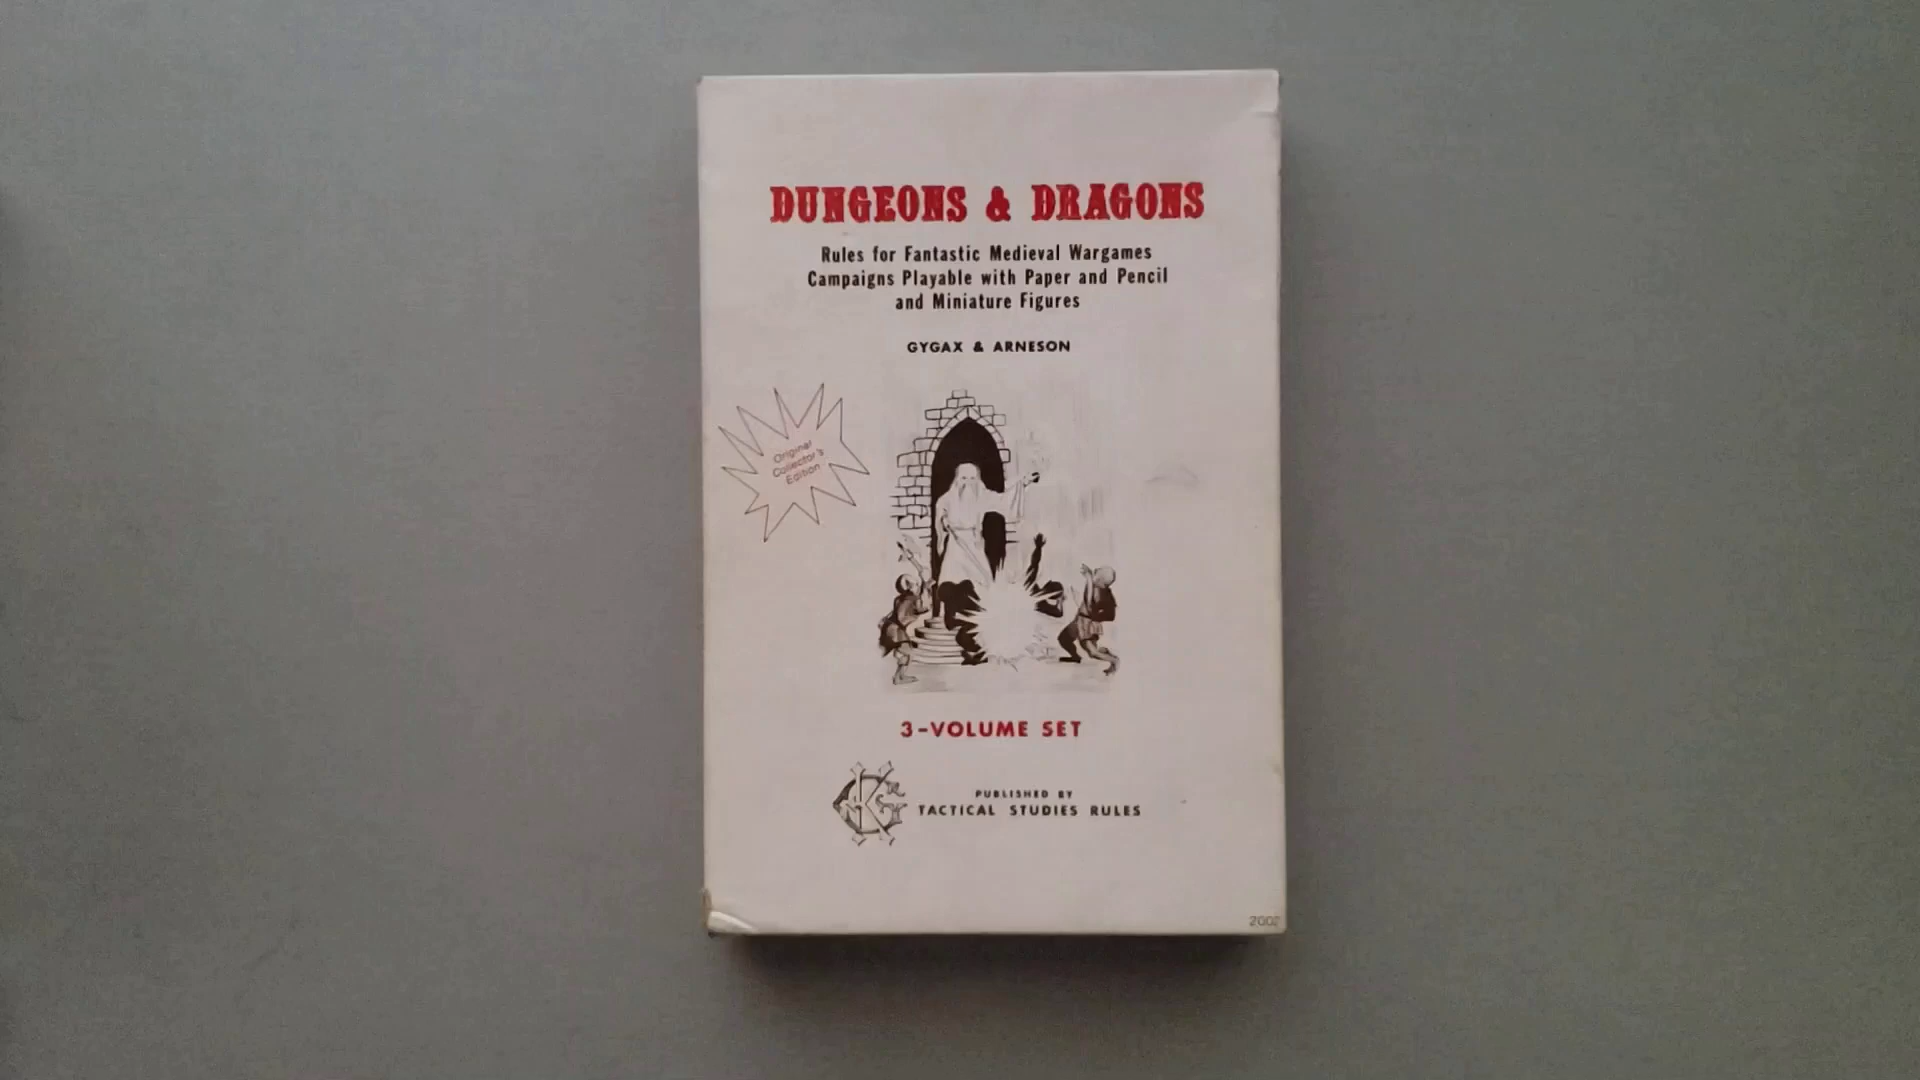 DUNGEONS & DRAGONS
Rules for Fantastic Medieval Wargames
Campaigns Playable with Paper and Pencil
and Miniature Figures
GYGAX & ARNESON
Original
Collector's
Edition
3-VOLUME SET
GK
PUBLISHED BY
TACTICAL STUDIES RULES
2002